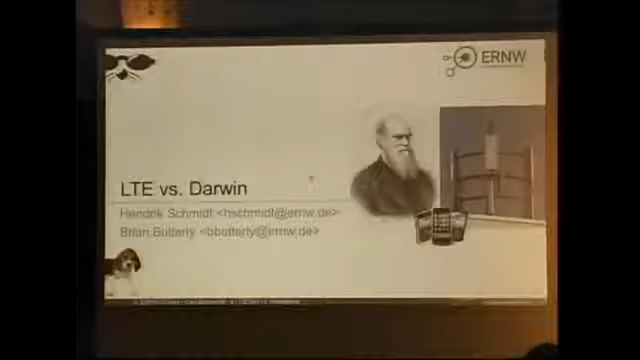 ERNW
LTE vs. Darwin
Hendrik Schmidt <hschmidt@ernw.de>
Brian Butterly <bbutterly@ernw.de>